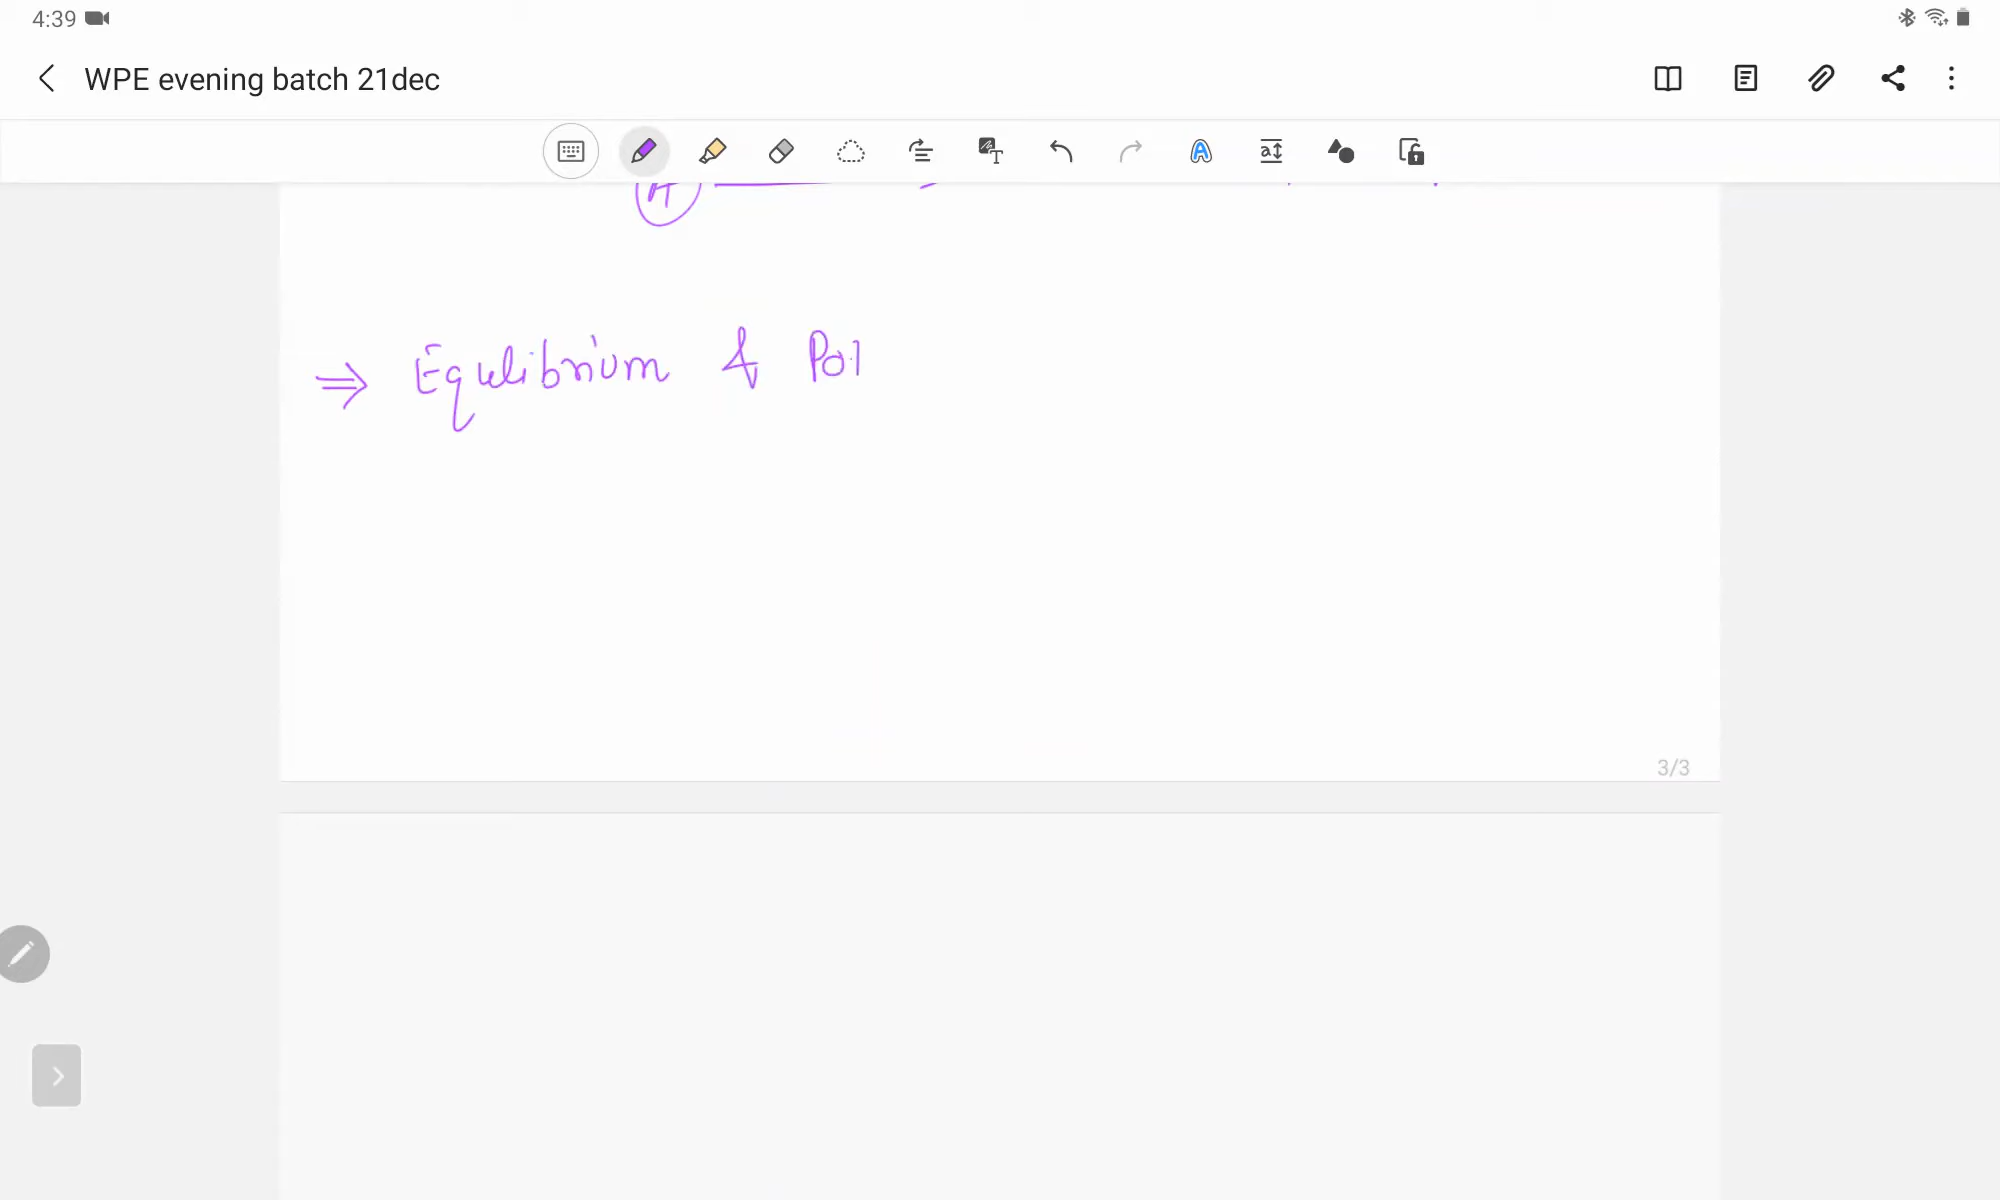 4:39
WPE evening batch 21dec
A
⇒ Equlibrium & Pol
3/3